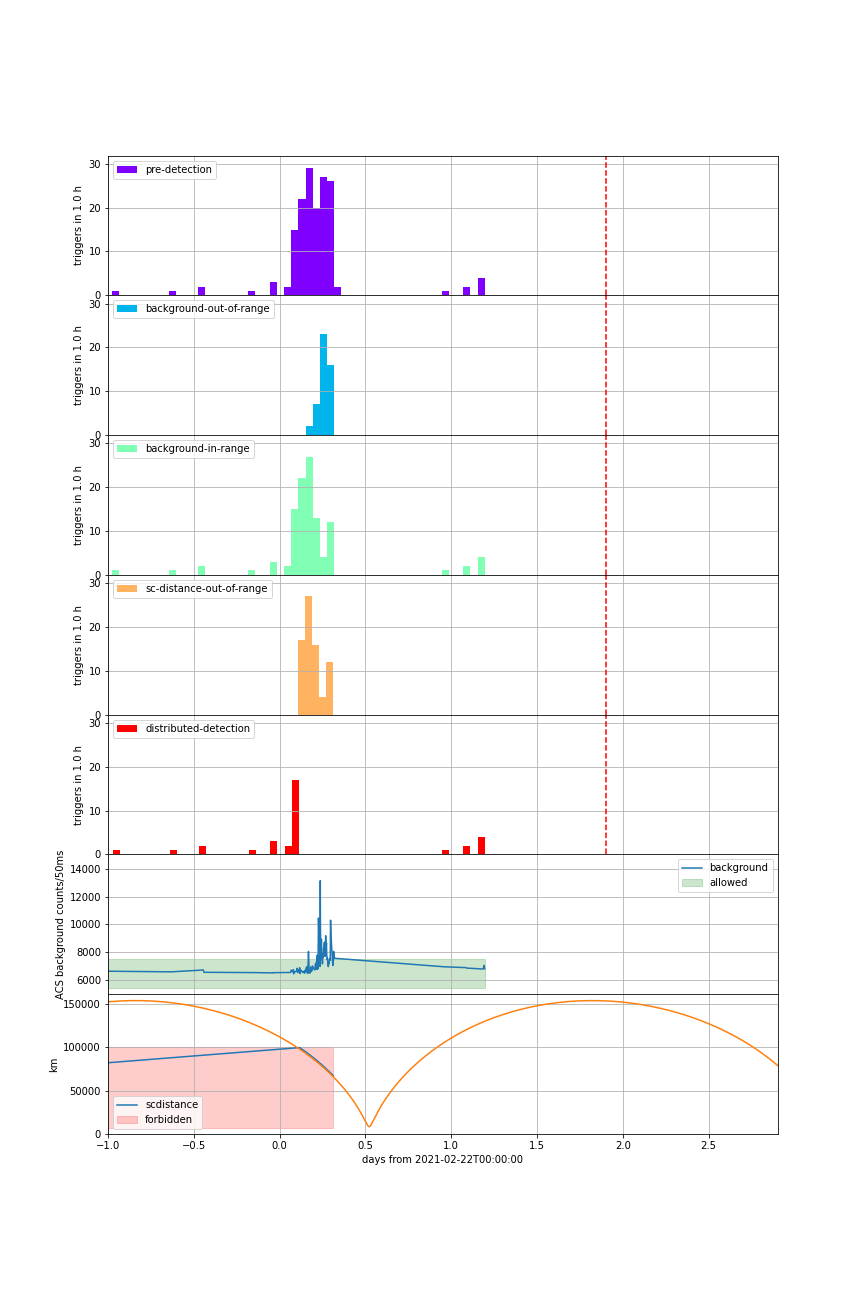 30
20
10
0
triggers in 1.0 h
pre-detection
30
20
10
0
triggers in 1.0 h
background-out-of-range
30
20
10
0
triggers in 1.0 h
background-in-range
30
20
10
0
triggers in 1.0 h
sc-distance-out-of-range
30
20
10
0
triggers in 1.0 h
distributed-detection
14000
12000
10000
8000
6000
ACS background counts/50ms
background
allowed
150000
100000
50000
0
km
scdistance
forbidden
−1.0 −0.5 0.0 0.5 1.0 1.5 2.0 2.5
days from 2021-02-22T00:00:00